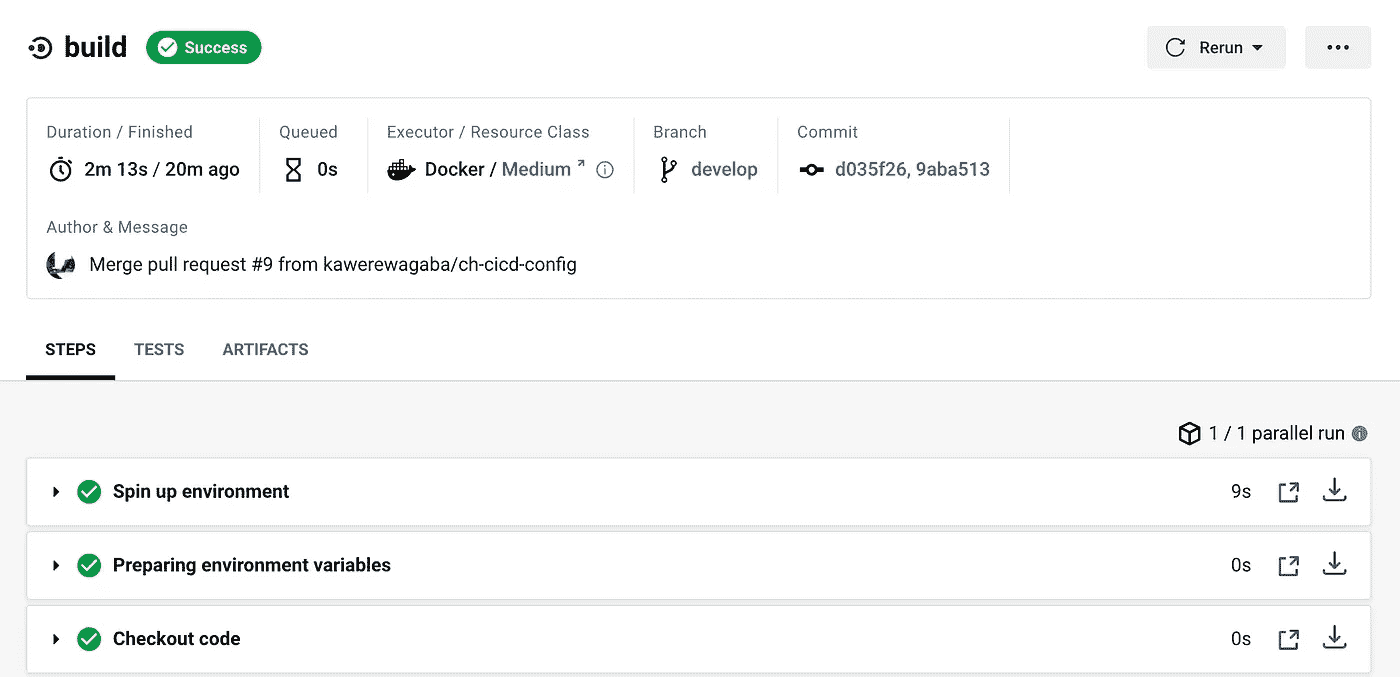 build Success Rerun
Duration / Finished Queued Executor / Resource Class Branch Commit
2m 13s / 20m ago 0s Docker / Medium develop d035f26, 9aba513
Author & Message
Merge pull request #9 from kawerewagaba/ch-cicd-config
STEPS TESTS ARTIFACTS
1 / 1 parallel run
Spin up environment 9s
Preparing environment variables 0s
Checkout code 0s